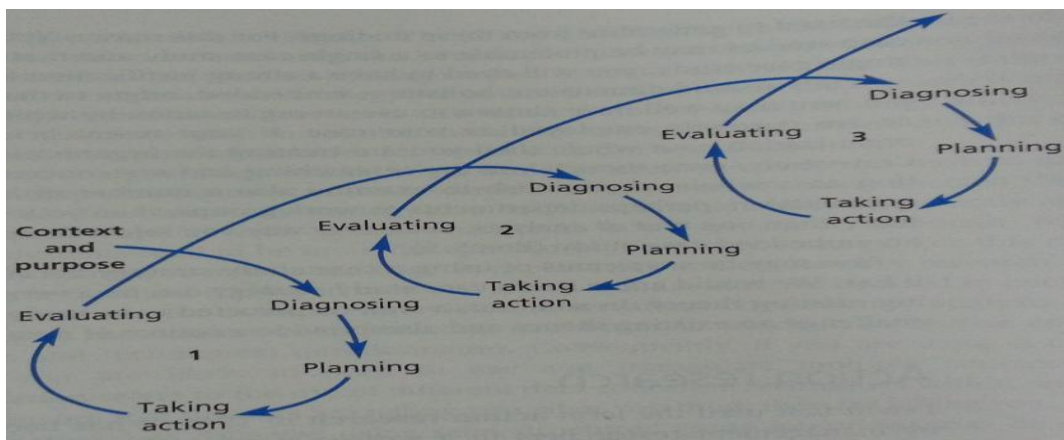 Context
and
purpose
Diagnosing
Planning
Taking
action
Evaluating
1
Diagnosing
Planning
Taking
action
Evaluating
2
Diagnosing
Planning
Taking
action
Evaluating
3